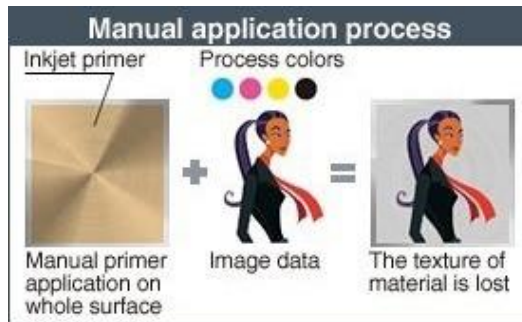 Manual application process
Inkjet primer
Process colors
Manual primer
application on
whole surface
Image data
The texture of
material is lost